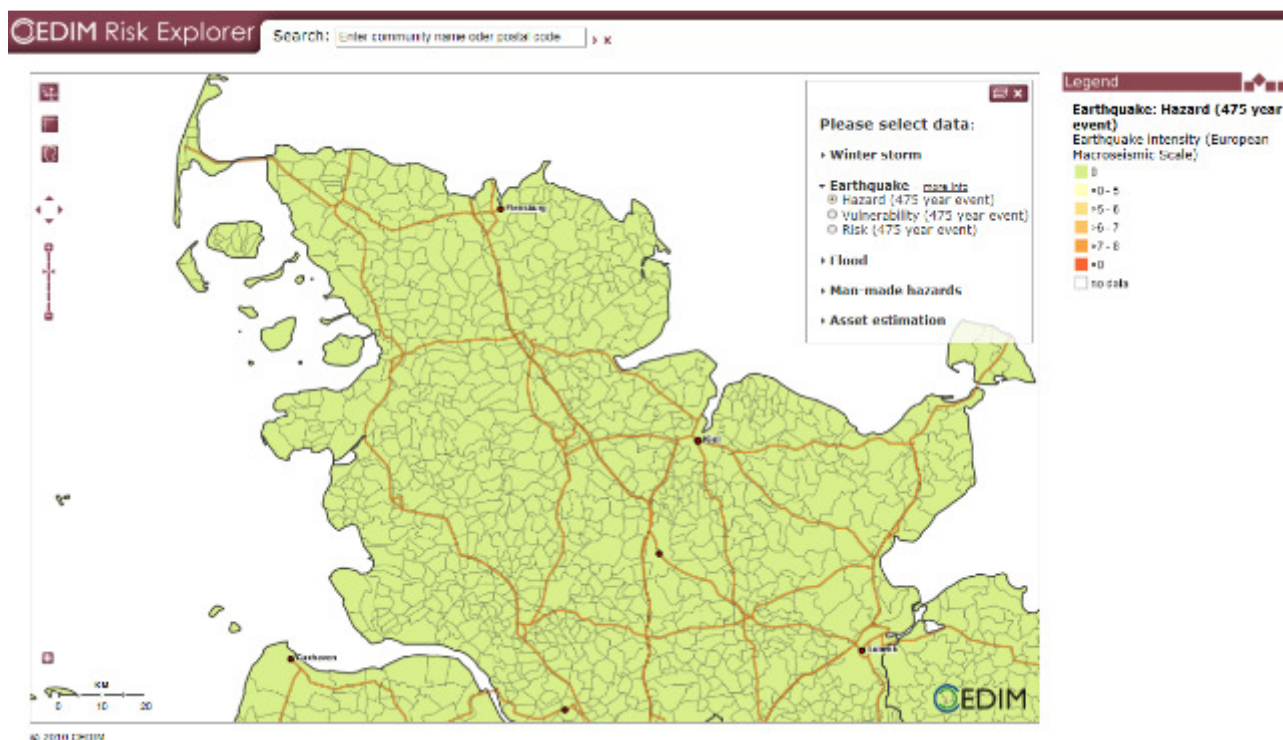 CEDIM Risk Explorer
Search: Enter community name oder postal code
Please select data:
Winter storm
Earthquake more info
Hazard (475 year event)
Vulnerability (475 year event)
Risk (475 year event)
Flood
Man-made hazards
Asset estimation
Legend
Earthquake: Hazard (475 year
event)
Earthquake intensity (European
Macroseismic Scale)
>0 - 5
>5 - 6
>6 - 7
>7 - 8
no data
Flensburg
Kiel
Cuxhaven
Lübeck
KM
0 10 20
CEDIM
© 2010 CEDIM